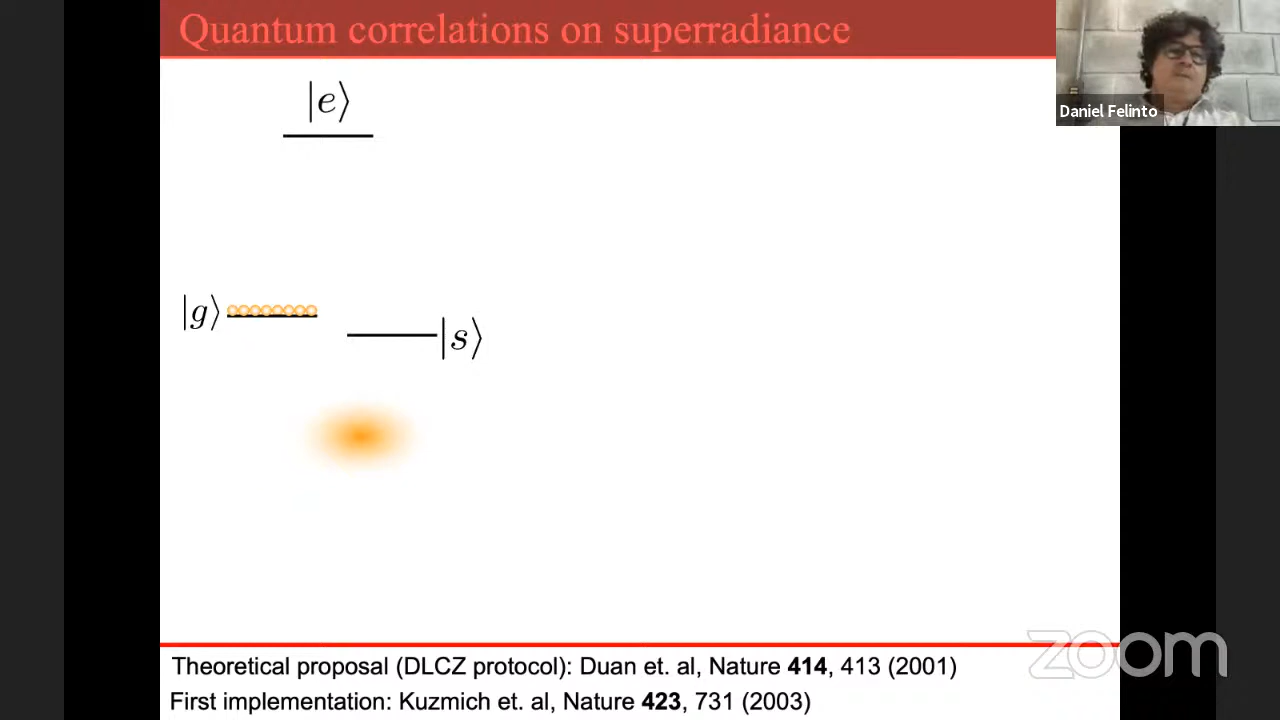 Quantum correlations on superradiance
|e⟩
Daniel Felinto
|g⟩
|s⟩
zoom
Theoretical proposal (DLCZ protocol): Duan et. al, Nature 414, 413 (2001)
First implementation: Kuzmich et. al, Nature 423, 731 (2003)